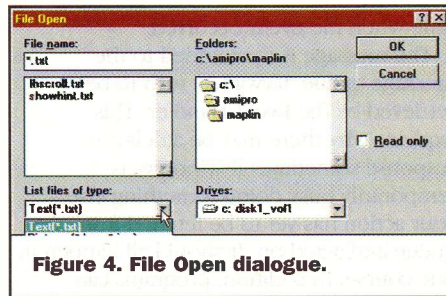 File Open
File name:
*.txt
lhscroll.txt
showhint.txt
Folders:
c:\amipro\maplin
c:\
amipro
maplin
OK
Cancel
Read only
List files of type:
Text(*.txt)
Text(*.txt)
Drives:
c: disk1_vol1
Figure 4. File Open dialogue.